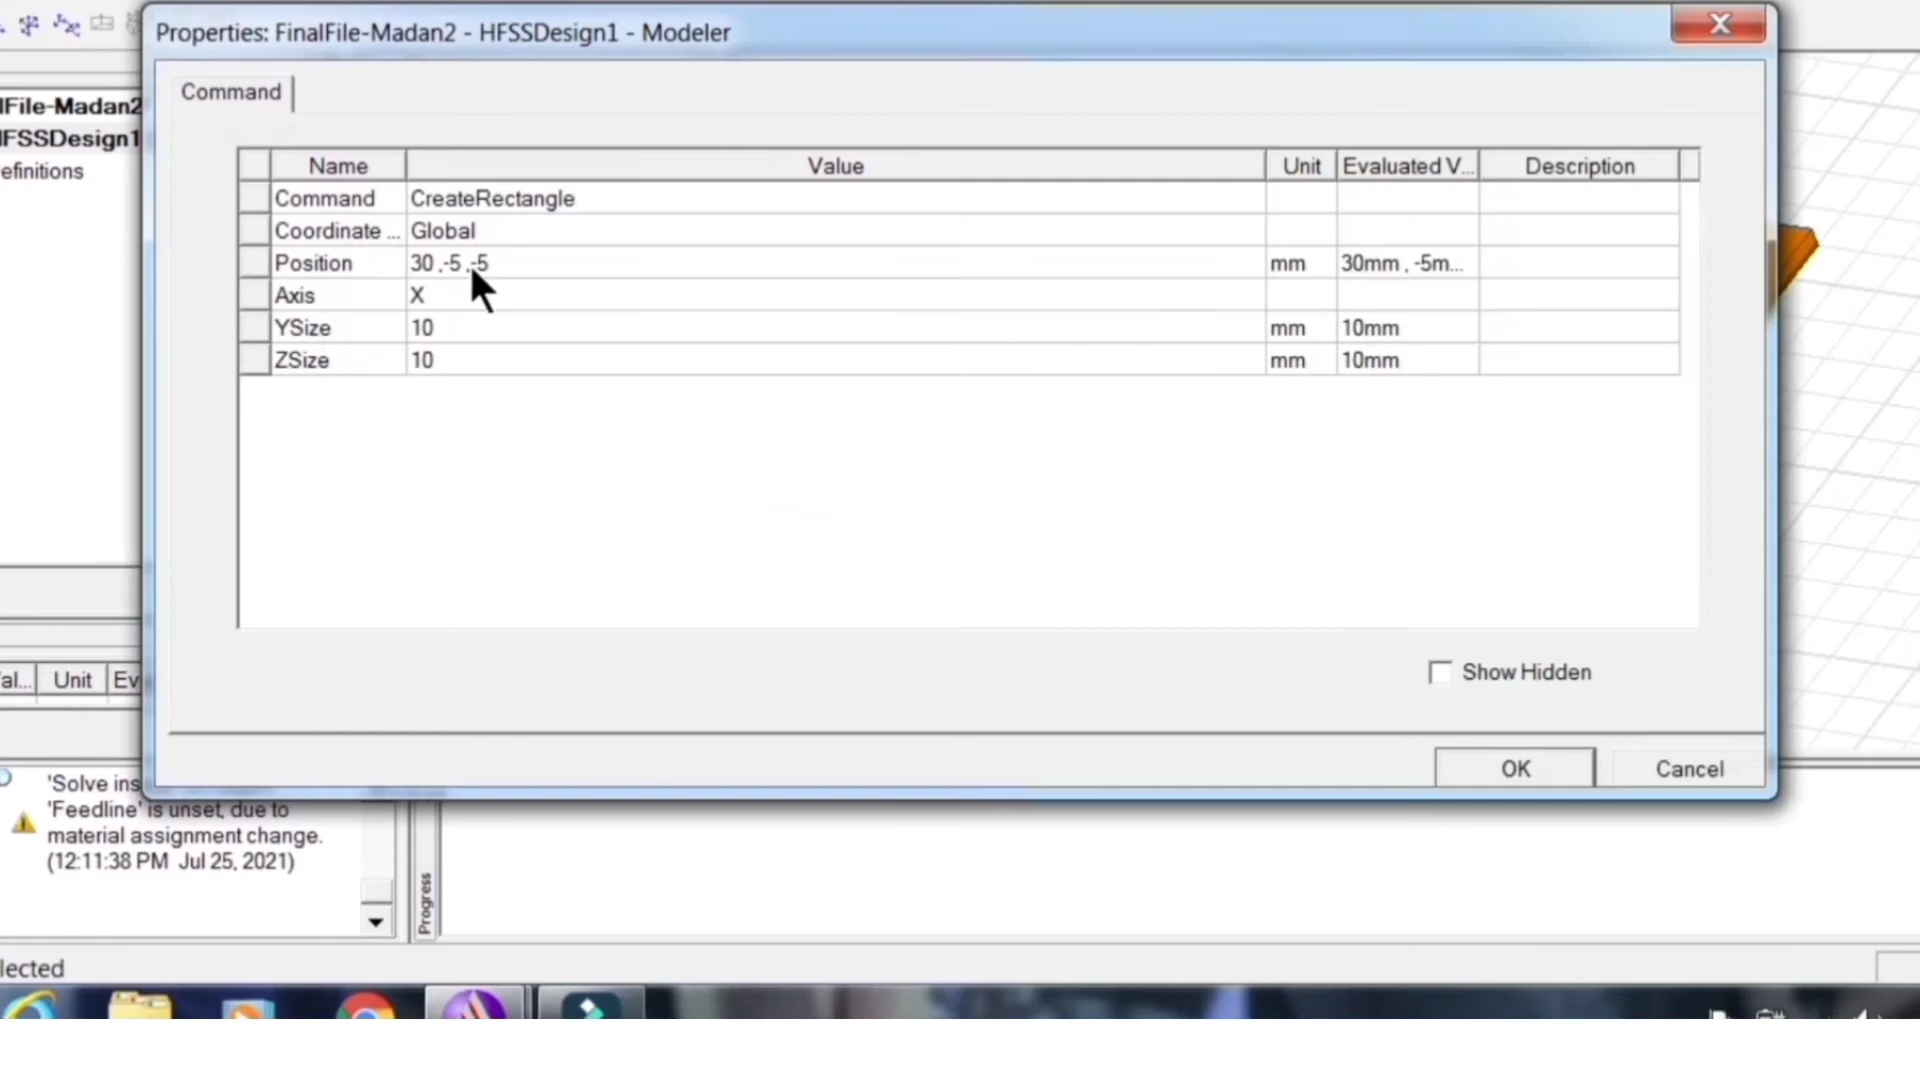 Properties: FinalFile-Madan2 - HFSSDesign1 - Modeler
Command
lFile-Madan2
HFSSDesign1
efinitions
Name Value Unit Evaluated V... Description
Command CreateRectangle
Coordinate ... Global
Position 30 ,-5 ,-5 mm 30mm , -5m...
Axis X
YSize 10 mm 10mm
ZSize 10 mm 10mm
Show Hidden
al... Unit Ev
OK Cancel
'Solve ins
'Feedline' is unset, due to
material assignment change.
(12:11:38 PM Jul 25, 2021)
Progress
lected